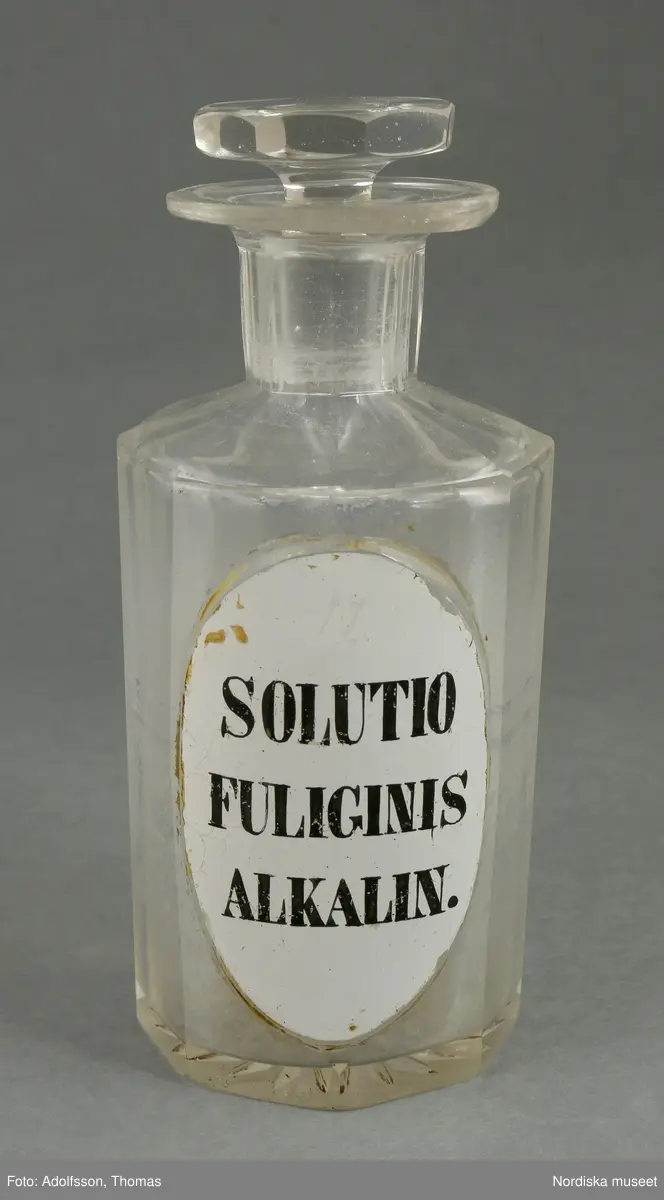 SOLUTIO
FULIGINIS
ALKALIN.
Foto: Adolfsson, Thomas
Nordiska museet